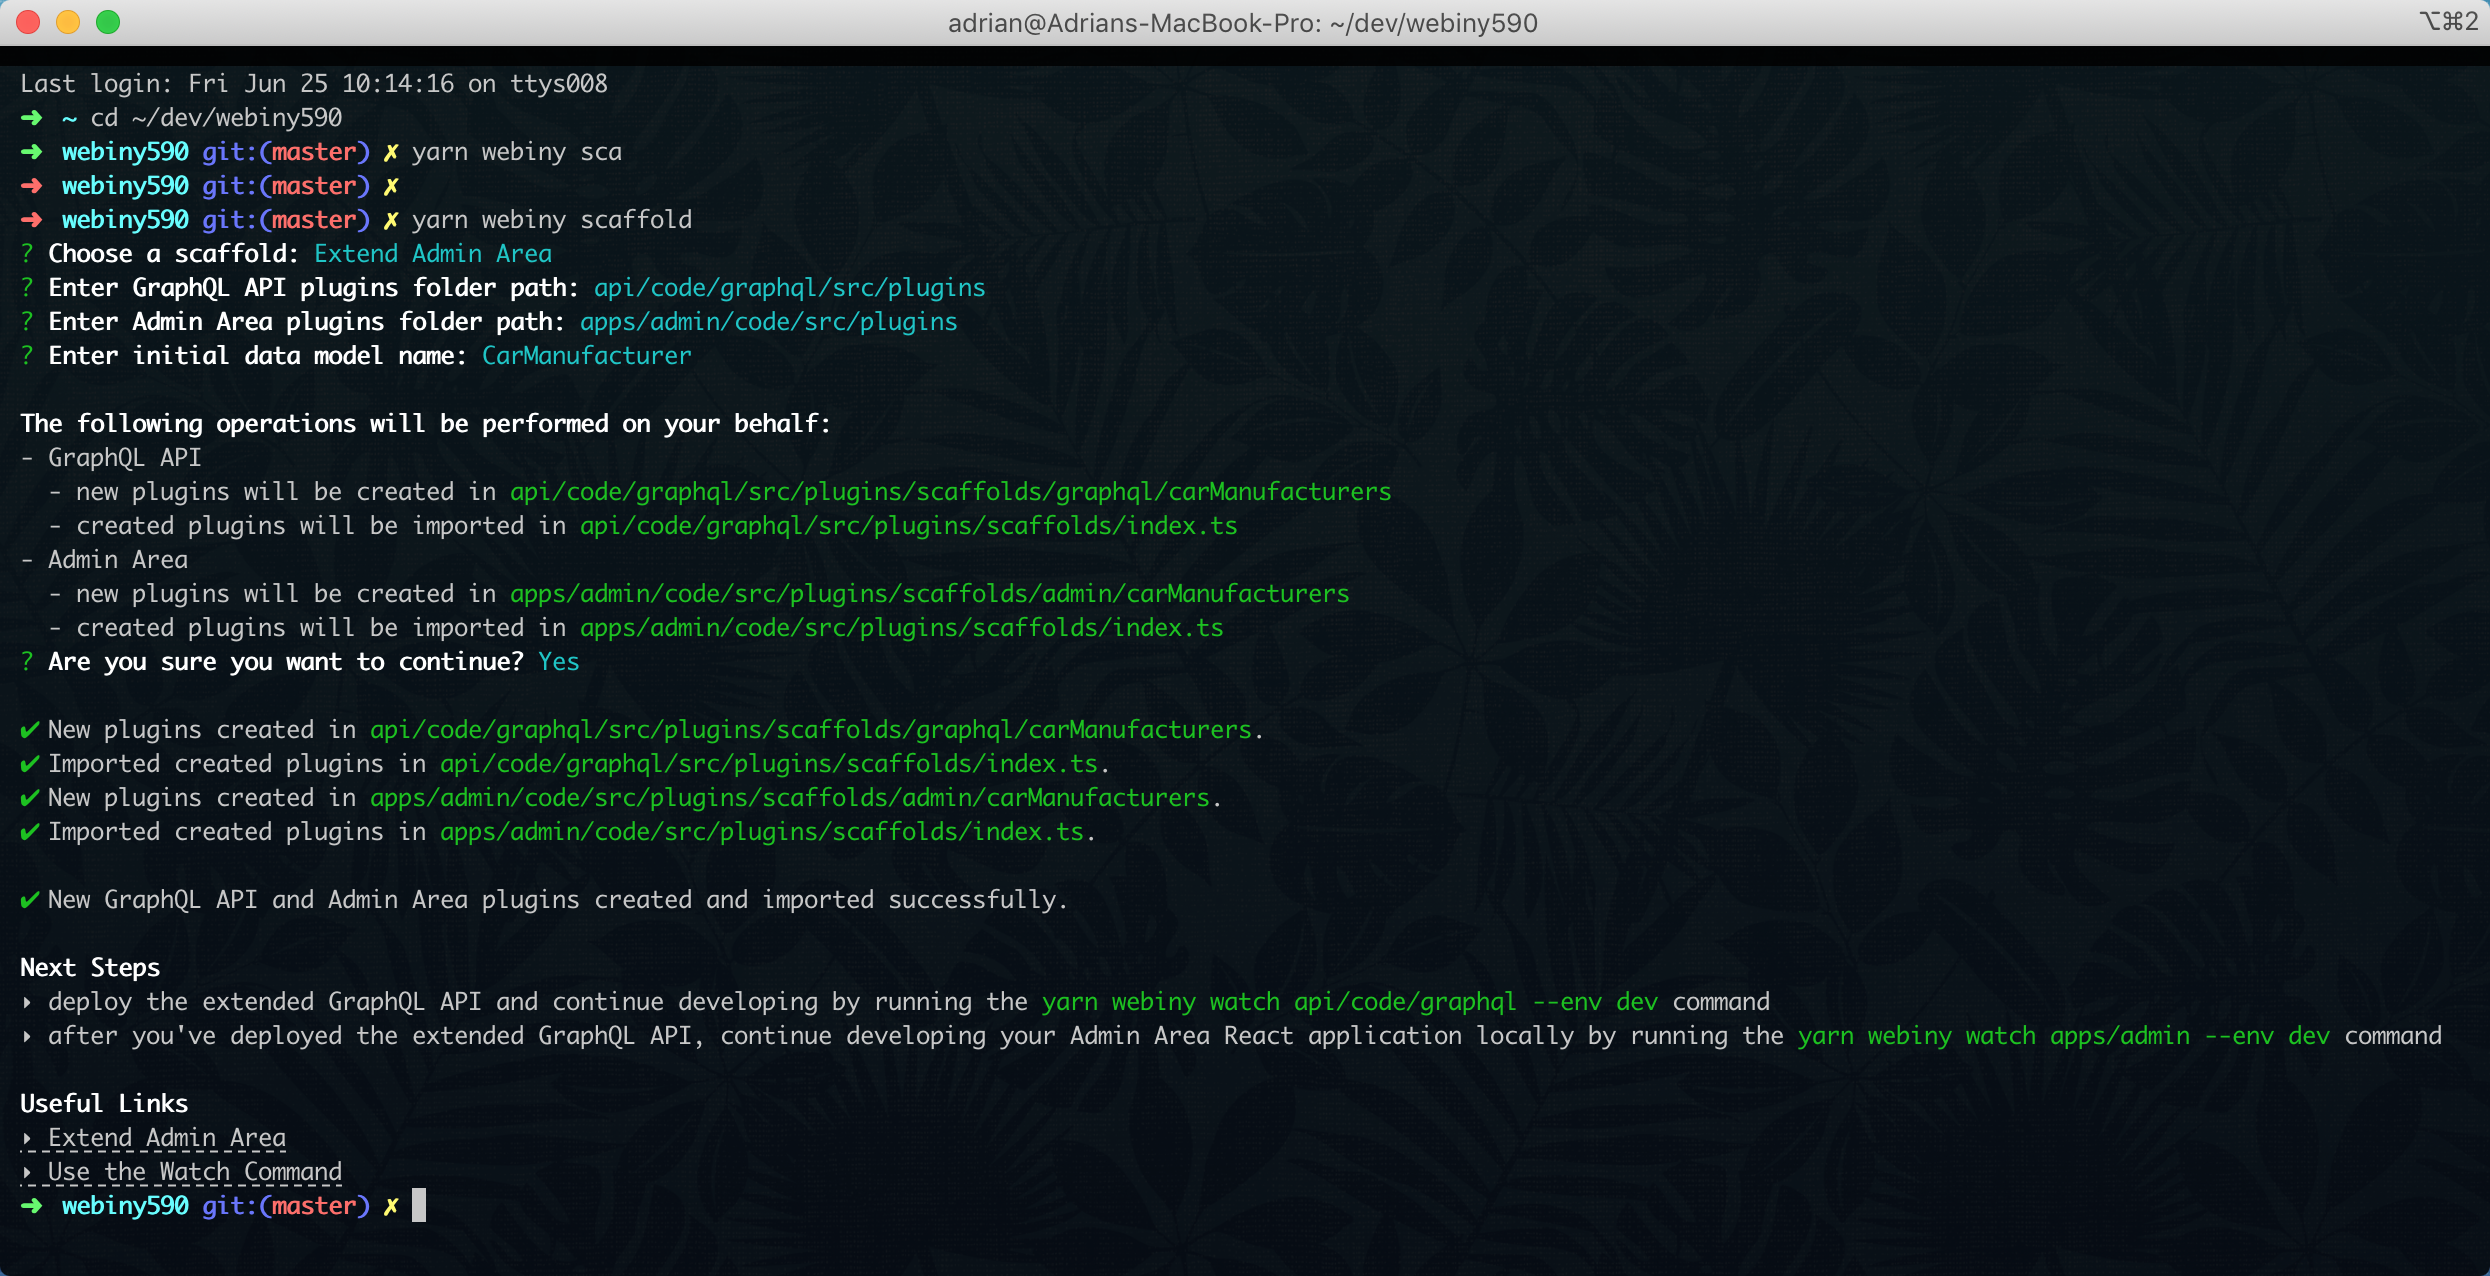 adrian@Adrians-MacBook-Pro: ~/dev/webiny590
⌥⌘2
Last login: Fri Jun 25 10:14:16 on ttys008
➜  ~ cd ~/dev/webiny590
➜  webiny590 git:(master) ✗ yarn webiny sca
➜  webiny590 git:(master) ✗
➜  webiny590 git:(master) ✗ yarn webiny scaffold
? Choose a scaffold: Extend Admin Area
? Enter GraphQL API plugins folder path: api/code/graphql/src/plugins
? Enter Admin Area plugins folder path: apps/admin/code/src/plugins
? Enter initial data model name: CarManufacturer
The following operations will be performed on your behalf:
- GraphQL API
  - new plugins will be created in api/code/graphql/src/plugins/scaffolds/graphql/carManufacturers
  - created plugins will be imported in api/code/graphql/src/plugins/scaffolds/index.ts
- Admin Area
  - new plugins will be created in apps/admin/code/src/plugins/scaffolds/admin/carManufacturers
  - created plugins will be imported in apps/admin/code/src/plugins/scaffolds/index.ts
? Are you sure you want to continue? Yes
✔ New plugins created in api/code/graphql/src/plugins/scaffolds/graphql/carManufacturers.
✔ Imported created plugins in api/code/graphql/src/plugins/scaffolds/index.ts.
✔ New plugins created in apps/admin/code/src/plugins/scaffolds/admin/carManufacturers.
✔ Imported created plugins in apps/admin/code/src/plugins/scaffolds/index.ts.
✔ New GraphQL API and Admin Area plugins created and imported successfully.
Next Steps
‣ deploy the extended GraphQL API and continue developing by running the yarn webiny watch api/code/graphql --env dev command
‣ after you've deployed the extended GraphQL API, continue developing your Admin Area React application locally by running the yarn webiny watch apps/admin --env dev command
Useful Links
‣ Extend Admin Area
‣ Use the Watch Command
➜  webiny590 git:(master) ✗